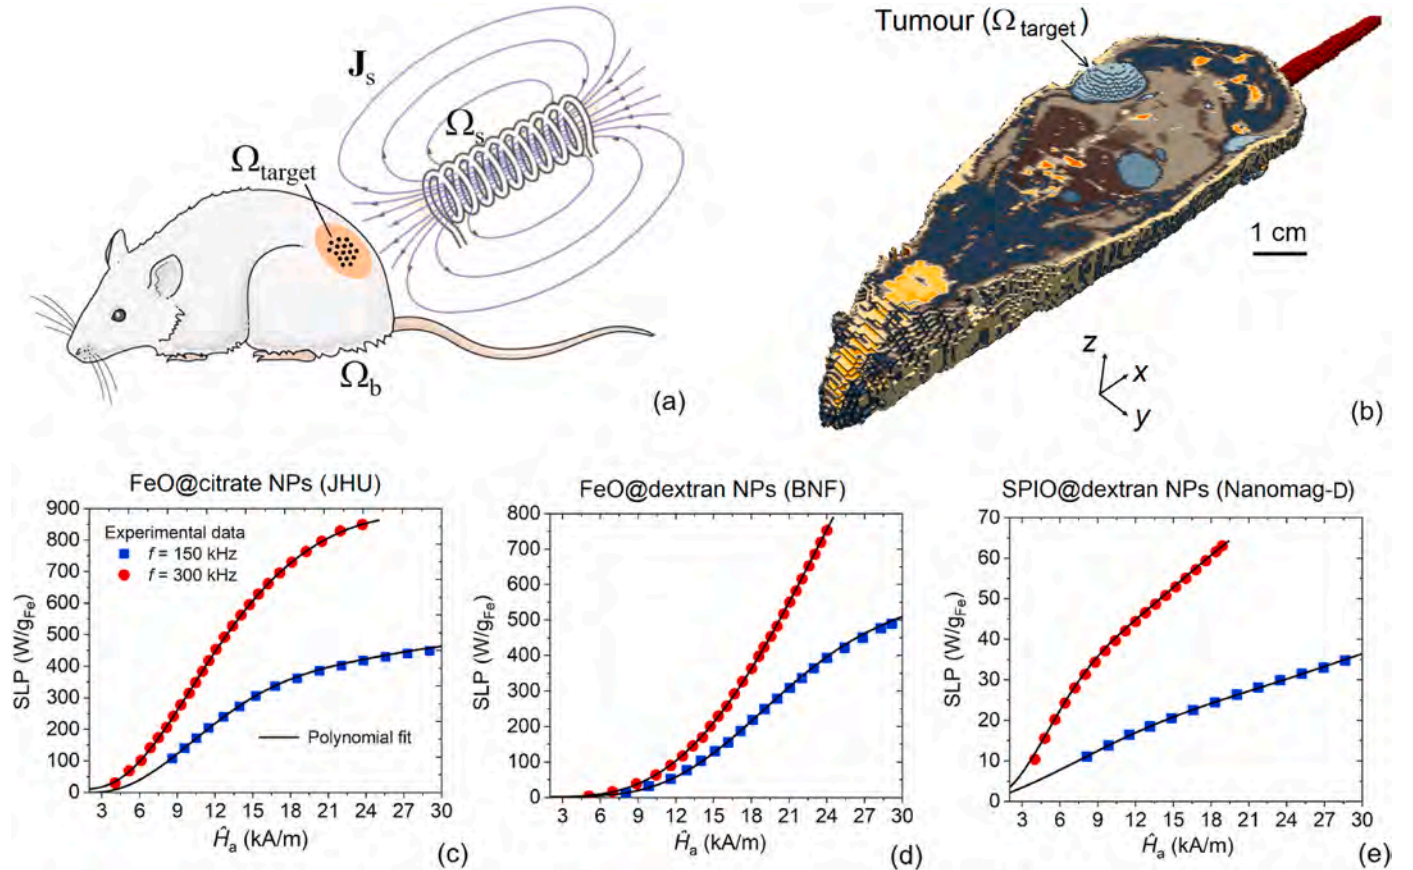 J_s
Ω_s
Ω_target
Ω_b
(a)
Tumour (Ω_target)
1 cm
z
x
y
(b)
FeO@citrate NPs (JHU)
900
800
700
600
500
400
300
200
100
0
SLP (W/g_Fe)
Experimental data
f = 150 kHz
f = 300 kHz
Polynomial fit
3 6 9 12 15 18 21 24 27 30
Ĥ_a (kA/m)
(c)
FeO@dextran NPs (BNF)
800
700
600
500
400
300
200
100
0
SLP (W/g_Fe)
3 6 9 12 15 18 21 24 27 30
Ĥ_a (kA/m)
(d)
SPIO@dextran NPs (Nanomag-D)
70
60
50
40
30
20
10
0
SLP (W/g_Fe)
3 6 9 12 15 18 21 24 27 30
Ĥ_a (kA/m)
(e)